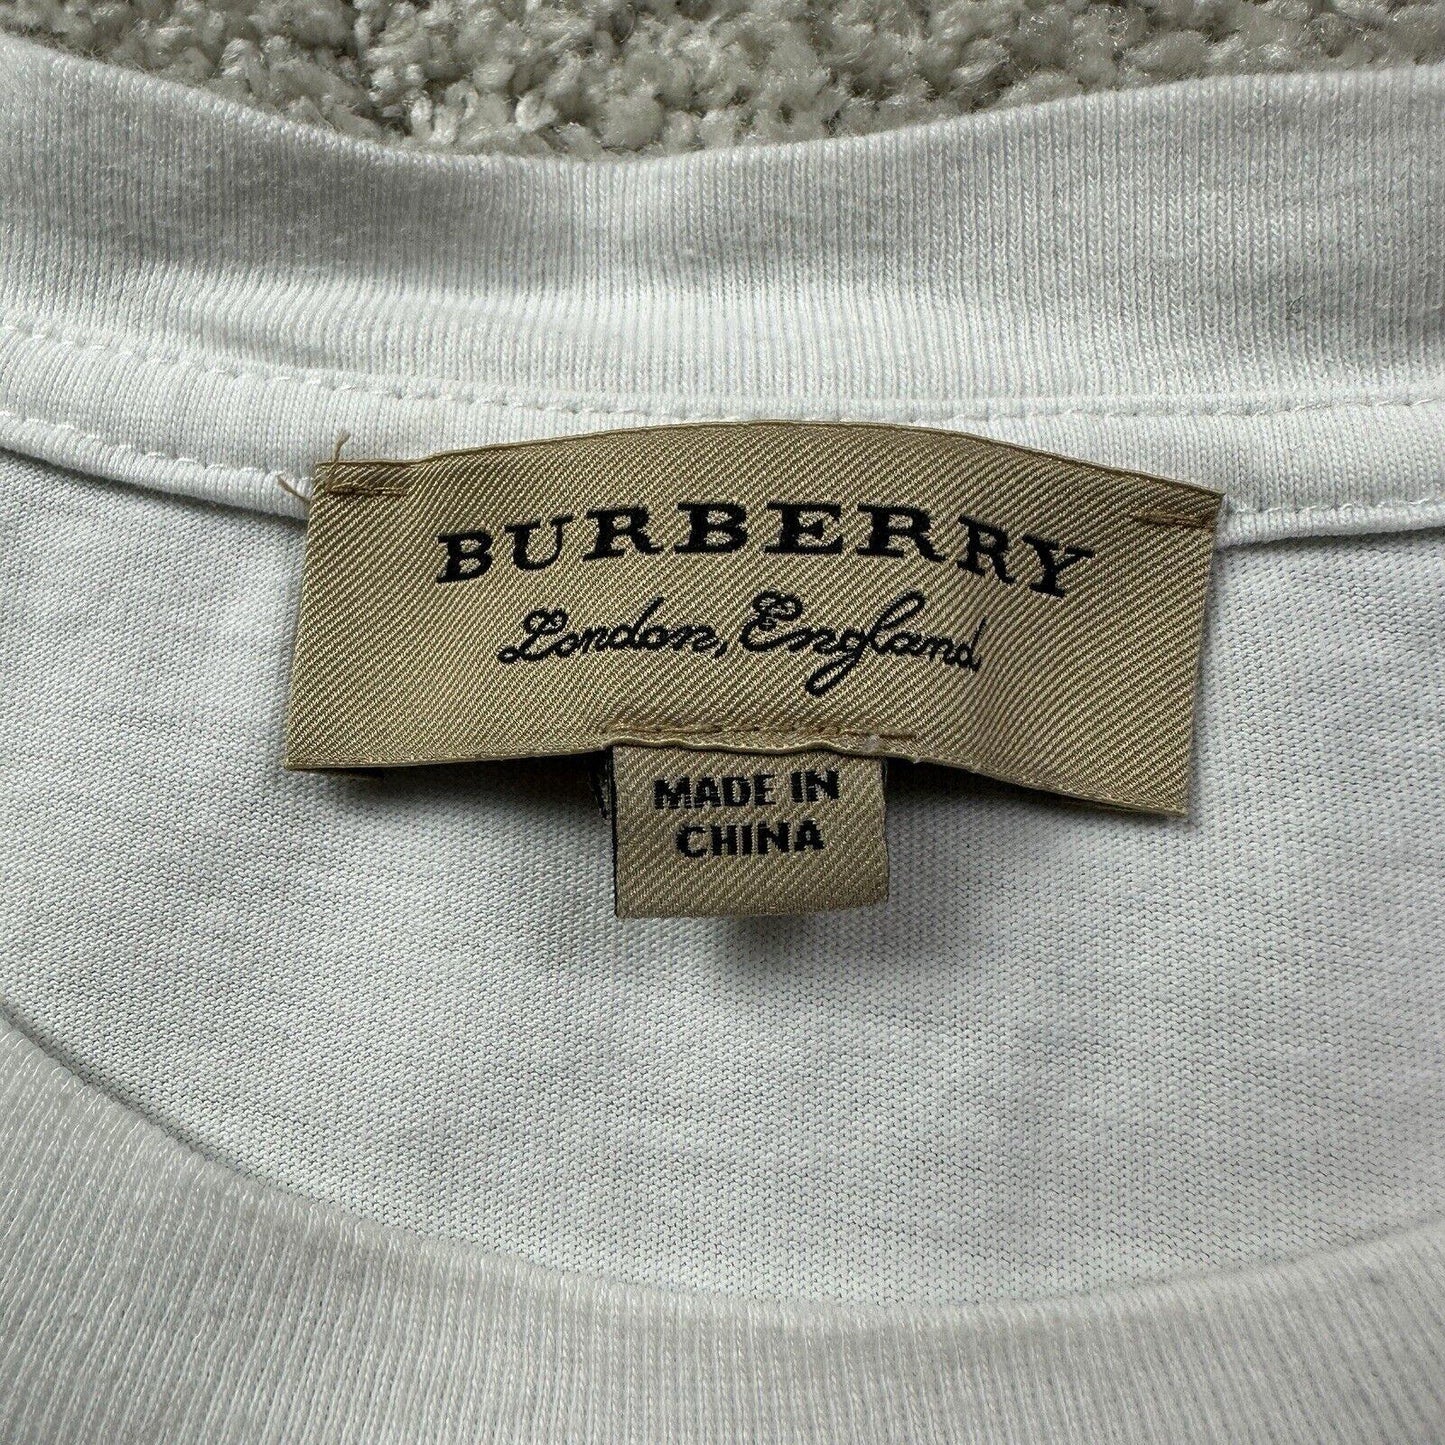 BURBERRY
London, England
MADE IN
CHINA